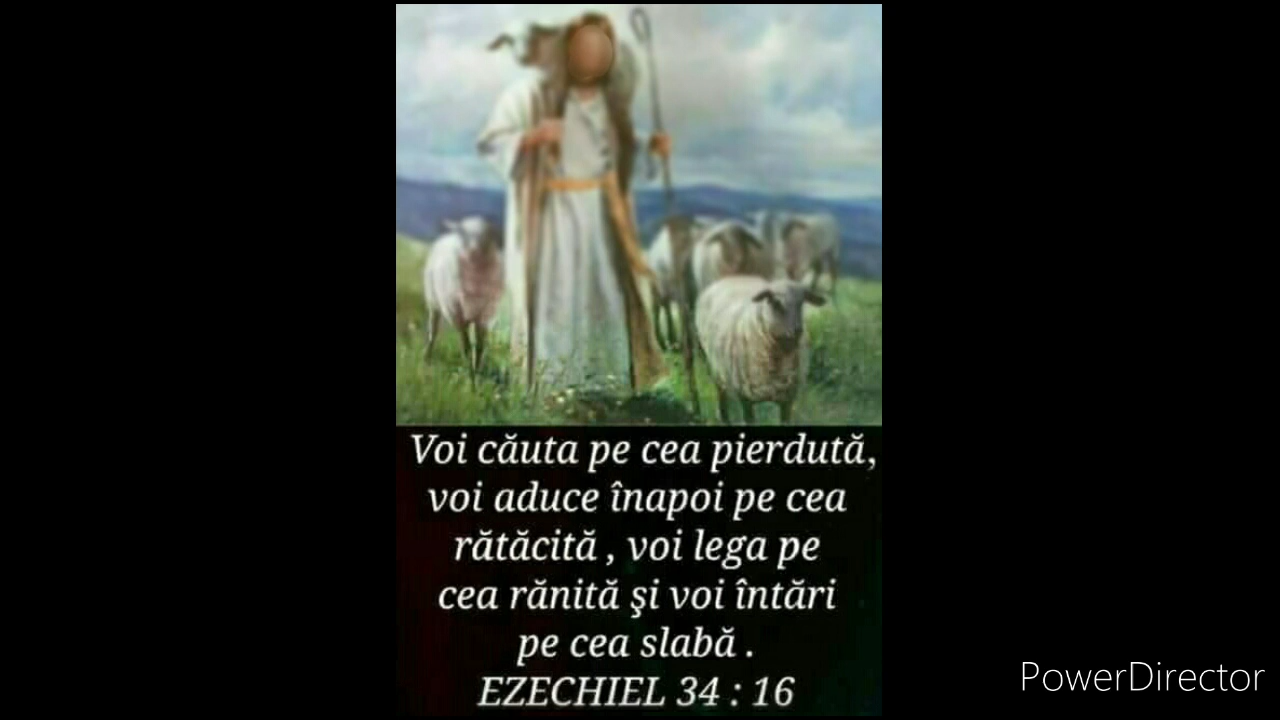 Voi căuta pe cea pierdută,
voi aduce înapoi pe cea
rătăcită , voi lega pe
cea rănită şi voi întări
pe cea slabă .
EZECHIEL 34 : 16
PowerDirector